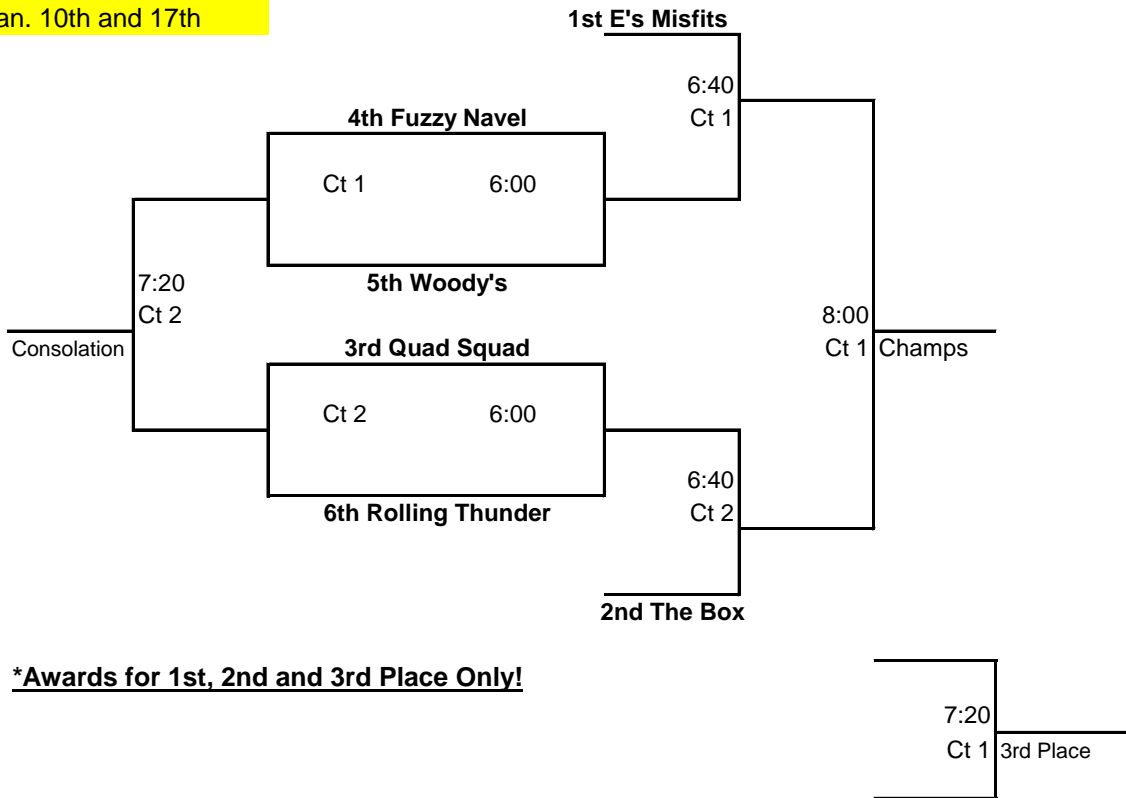 an. 10th and 17th
1st E's Misfits
6:40
Ct 1
4th Fuzzy Navel
Ct 1 6:00
5th Woody's
7:20
Ct 2
Consolation
8:00
Ct 1 Champs
3rd Quad Squad
Ct 2 6:00
6th Rolling Thunder
6:40
Ct 2
2nd The Box
*Awards for 1st, 2nd and 3rd Place Only!
7:20
Ct 1 3rd Place